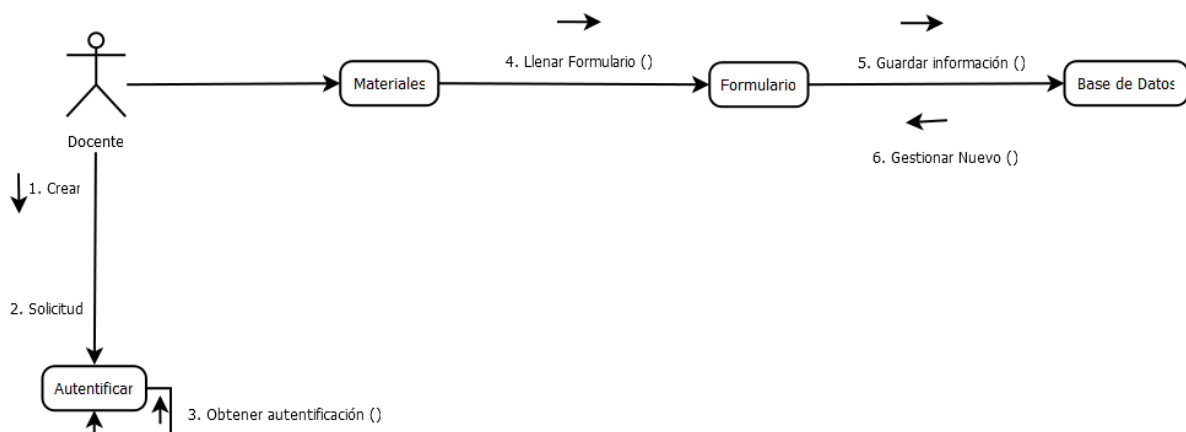 4. Llenar Formulario ()
5. Guardar información ()
Materiales
Formulario
Base de Datos
Docente
6. Gestionar Nuevo ()
1. Crear
2. Solicitud
Autentificar
3. Obtener autentificación ()